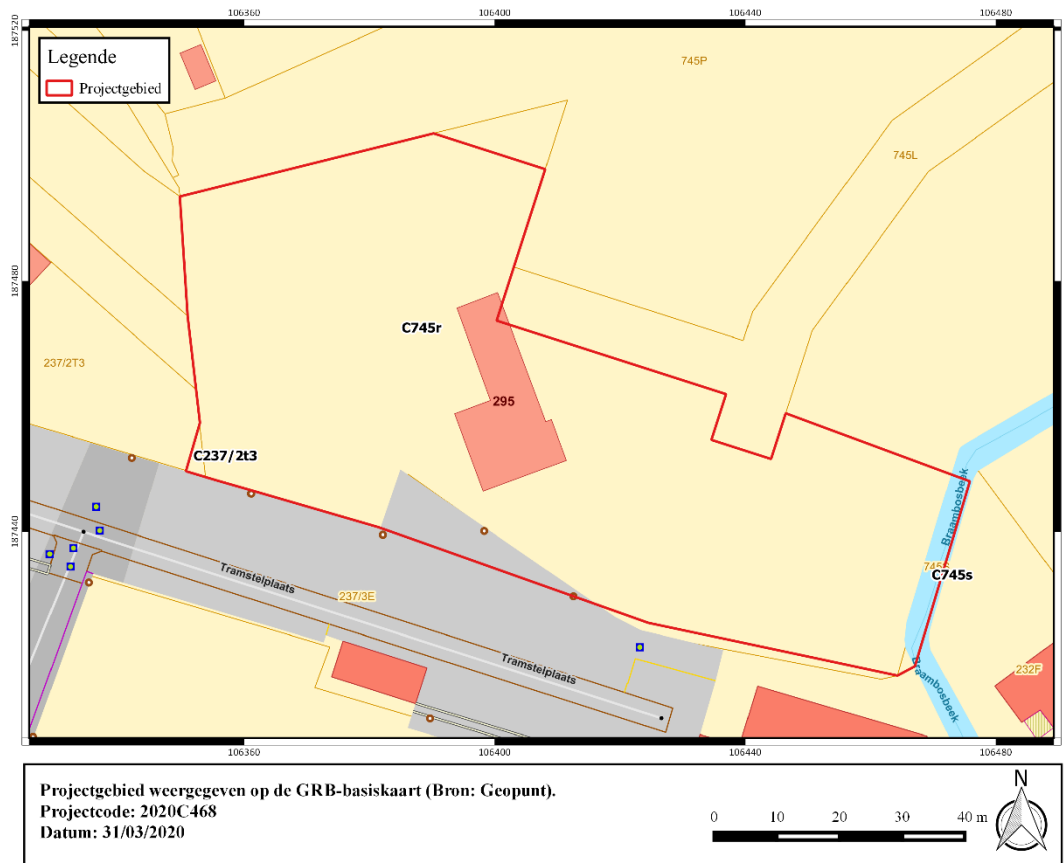 106360 106400 106440 106480
187520
Legende
Projectgebied
745P
745L
187480
C745r
237/2T3
295
C237/2t3
Braambosbeek
187440
C745s
Tramstelplaats
237/3E
Tramstelplaats
232F
Braambosbeek
106360 106400 106440 106480
Projectgebied weergegeven op de GRB-basiskaart (Bron: Geopunt).
Projectcode: 2020C468
Datum: 31/03/2020
0 10 20 30 40 m
N